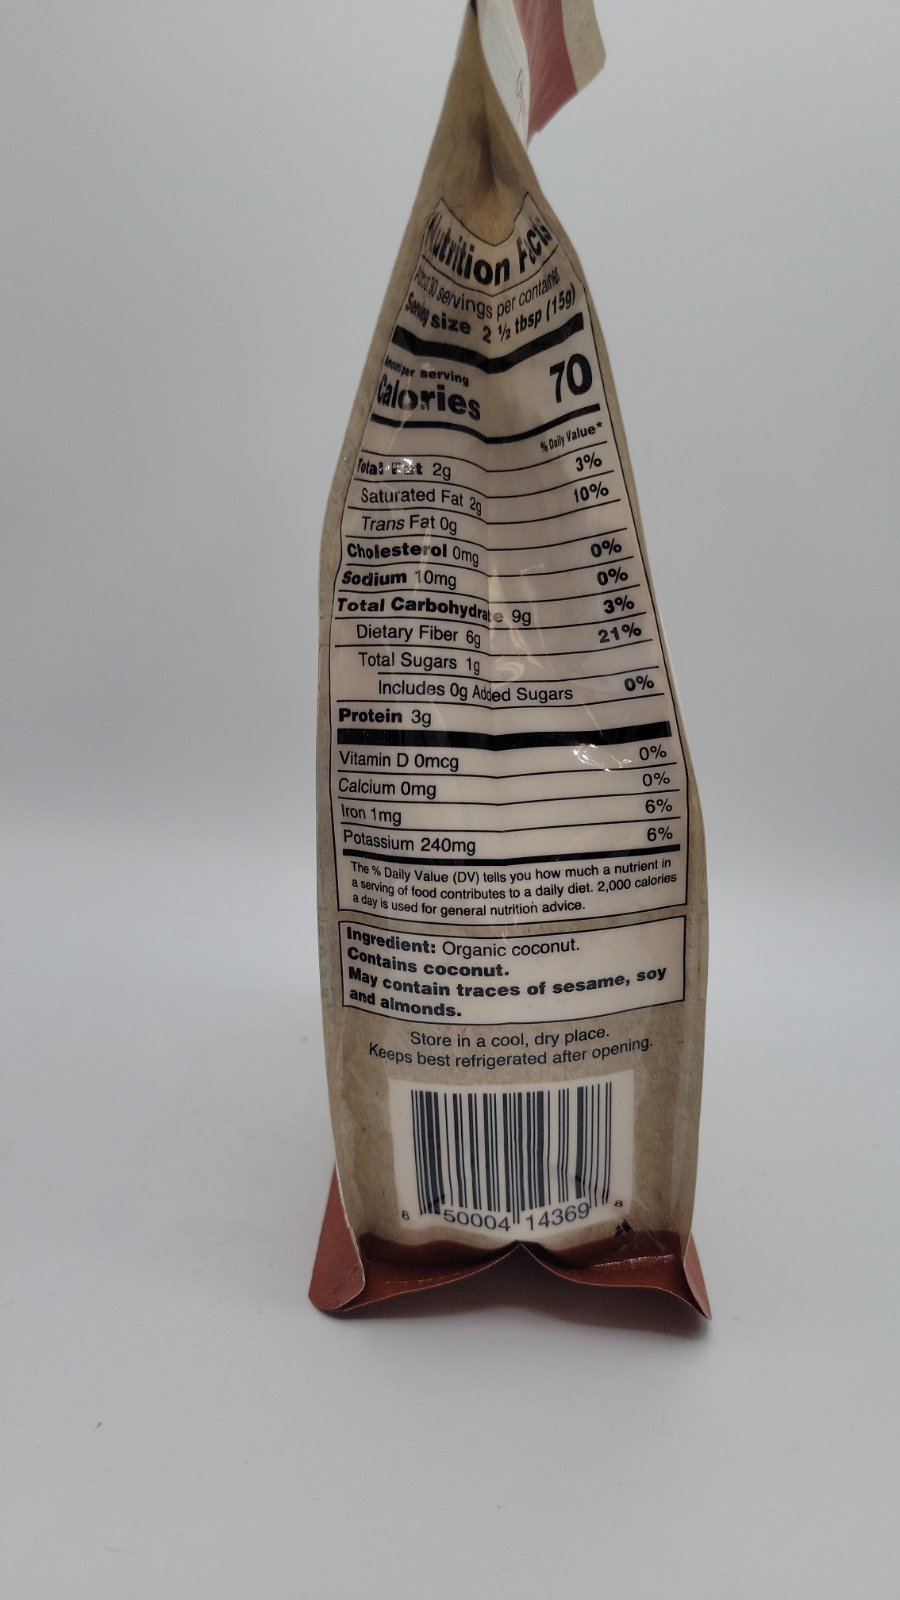 Nutrition Facts
About 30 servings per container
Serving size 2 ½ tbsp (15g)
Amount per serving
Calories 70
% Daily Value*
Total Fat 2g 3%
Saturated Fat 2g 10%
Trans Fat 0g
Cholesterol 0mg 0%
Sodium 10mg 0%
Total Carbohydrate 9g 3%
Dietary Fiber 6g 21%
Total Sugars 1g
Includes 0g Added Sugars 0%
Protein 3g
Vitamin D 0mcg 0%
Calcium 0mg 0%
Iron 1mg 6%
Potassium 240mg 6%
The % Daily Value (DV) tells you how much a nutrient in
a serving of food contributes to a daily diet. 2,000 calories
a day is used for general nutrition advice.
Ingredient: Organic coconut.
Contains coconut.
May contain traces of sesame, soy
and almonds.
Store in a cool, dry place.
Keeps best refrigerated after opening.
8 50004 14369 8